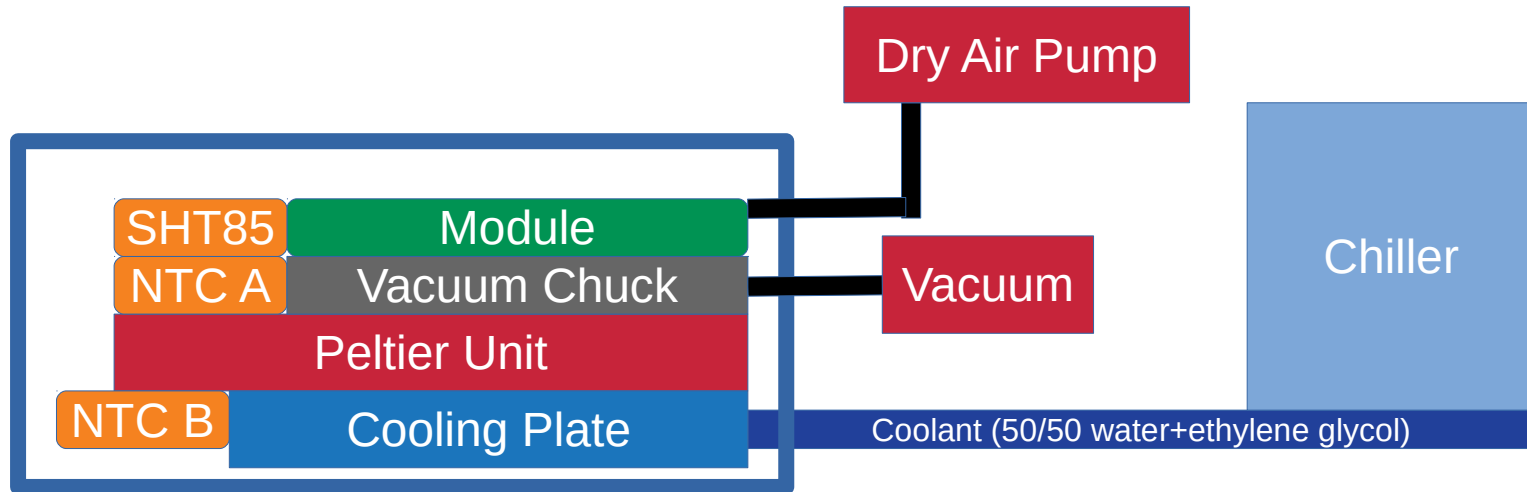 Dry Air Pump
SHT85
Module
NTC A
Vacuum Chuck
Vacuum
Chiller
Peltier Unit
NTC B
Cooling Plate
Coolant (50/50 water+ethylene glycol)